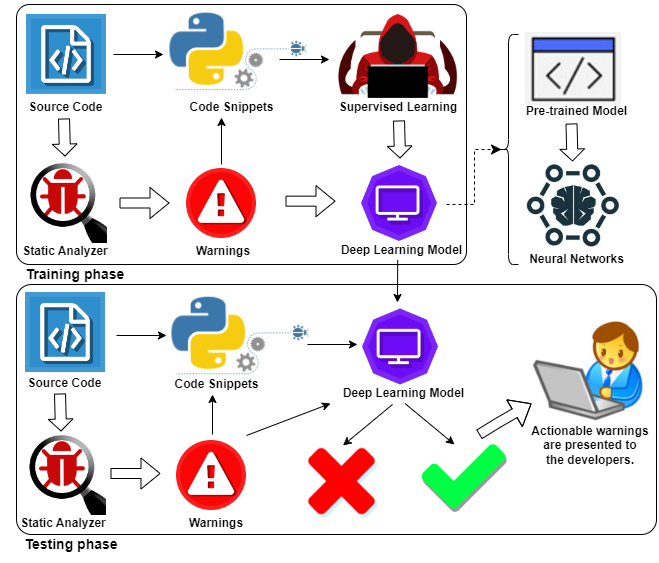 Source Code
Code Snippets
Supervised Learning
Pre-trained Model
Static Analyzer
Warnings
Deep Learning Model
Neural Networks
Training phase
Source Code
Code Snippets
Deep Learning Model
Actionable warnings
are presented to
the developers.
Static Analyzer
Warnings
Testing phase